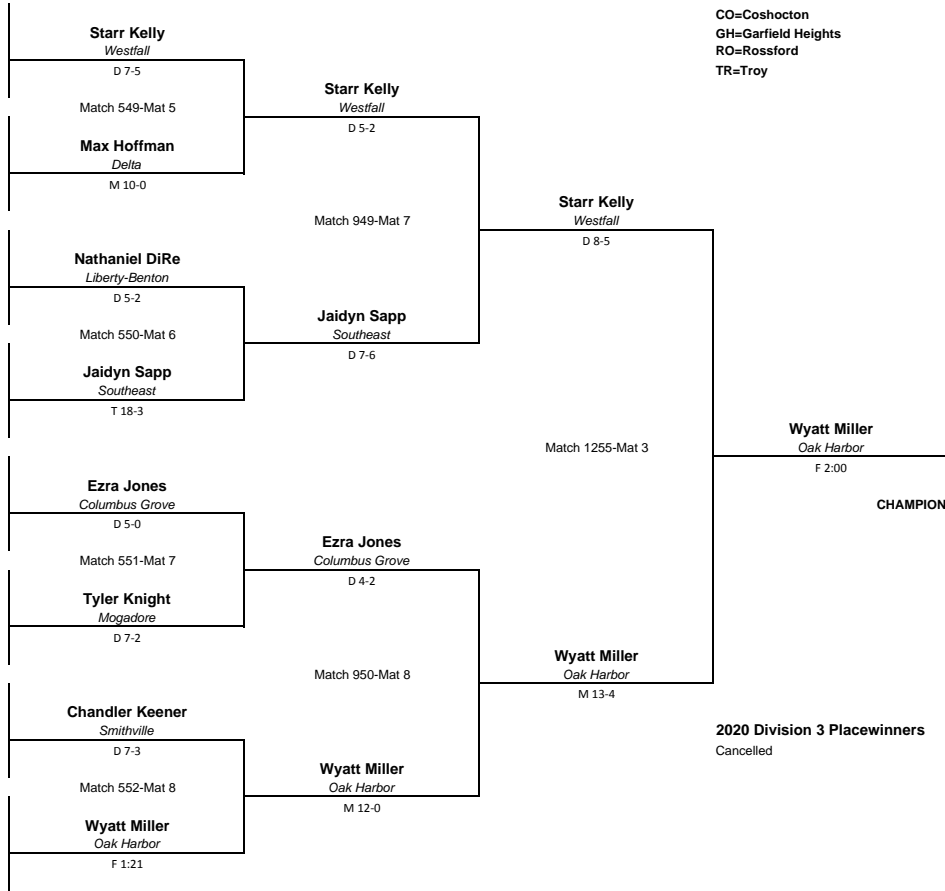 CO=Coshocton
GH=Garfield Heights
RO=Rossford
TR=Troy
Starr Kelly
Westfall
D 7-5
Match 549-Mat 5
Max Hoffman
Delta
M 10-0
Nathaniel DiRe
Liberty-Benton
D 5-2
Match 550-Mat 6
Jaidyn Sapp
Southeast
T 18-3
Ezra Jones
Columbus Grove
D 5-0
Match 551-Mat 7
Tyler Knight
Mogadore
D 7-2
Chandler Keener
Smithville
D 7-3
Match 552-Mat 8
Wyatt Miller
Oak Harbor
F 1:21
Starr Kelly
Westfall
D 5-2
Match 949-Mat 7
Jaidyn Sapp
Southeast
D 7-6
Ezra Jones
Columbus Grove
D 4-2
Match 950-Mat 8
Wyatt Miller
Oak Harbor
M 12-0
Starr Kelly
Westfall
D 8-5
Match 1255-Mat 3
Wyatt Miller
Oak Harbor
M 13-4
Wyatt Miller
Oak Harbor
F 2:00
CHAMPION
2020 Division 3 Placewinners
Cancelled